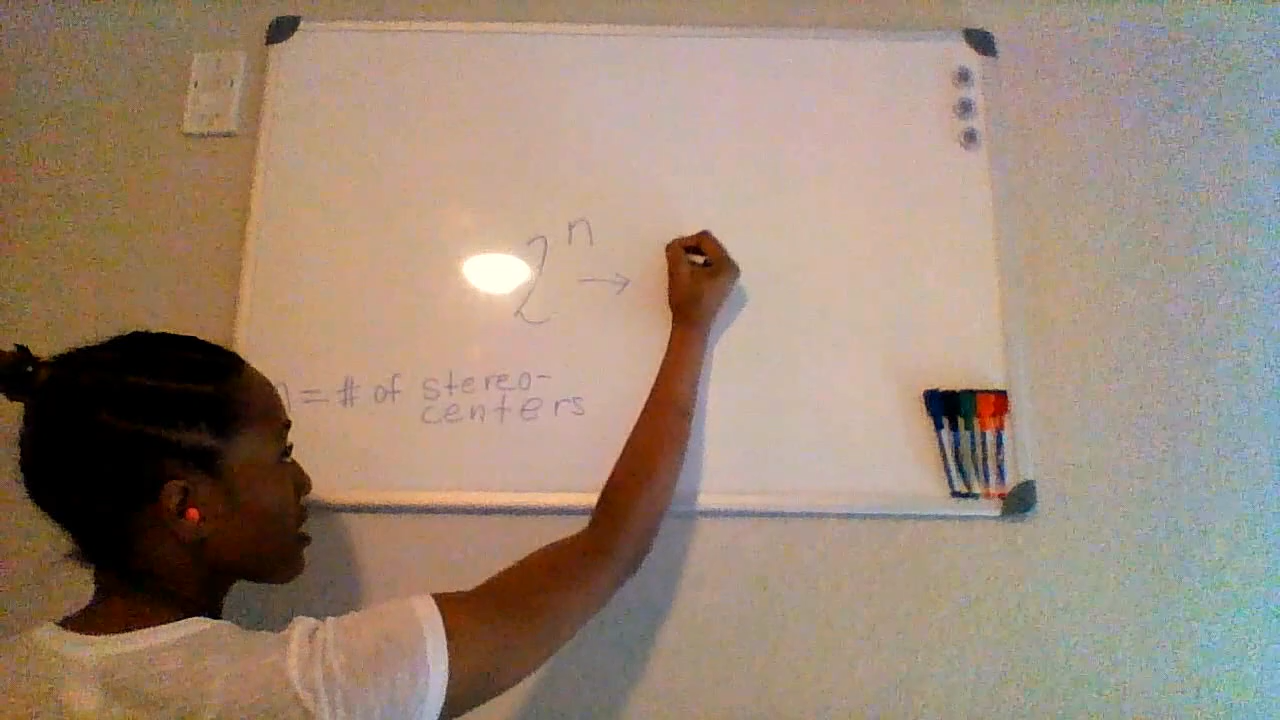 2^n →
n = # of stereo-
centers